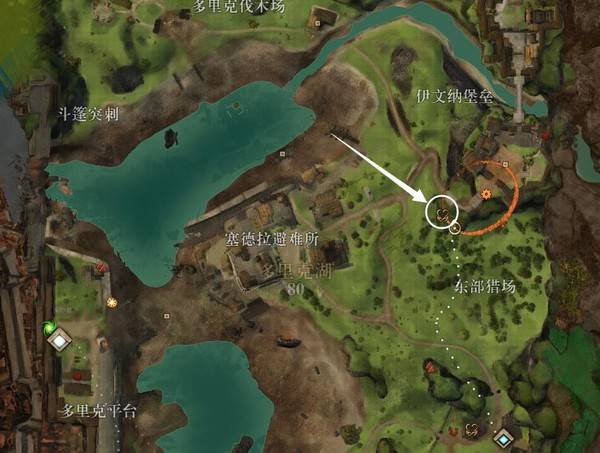 多里克伐木场
伊文纳堡垒
斗篷突刺
塞德拉避难所
多里克湖
80
东部猎场
多里克平台